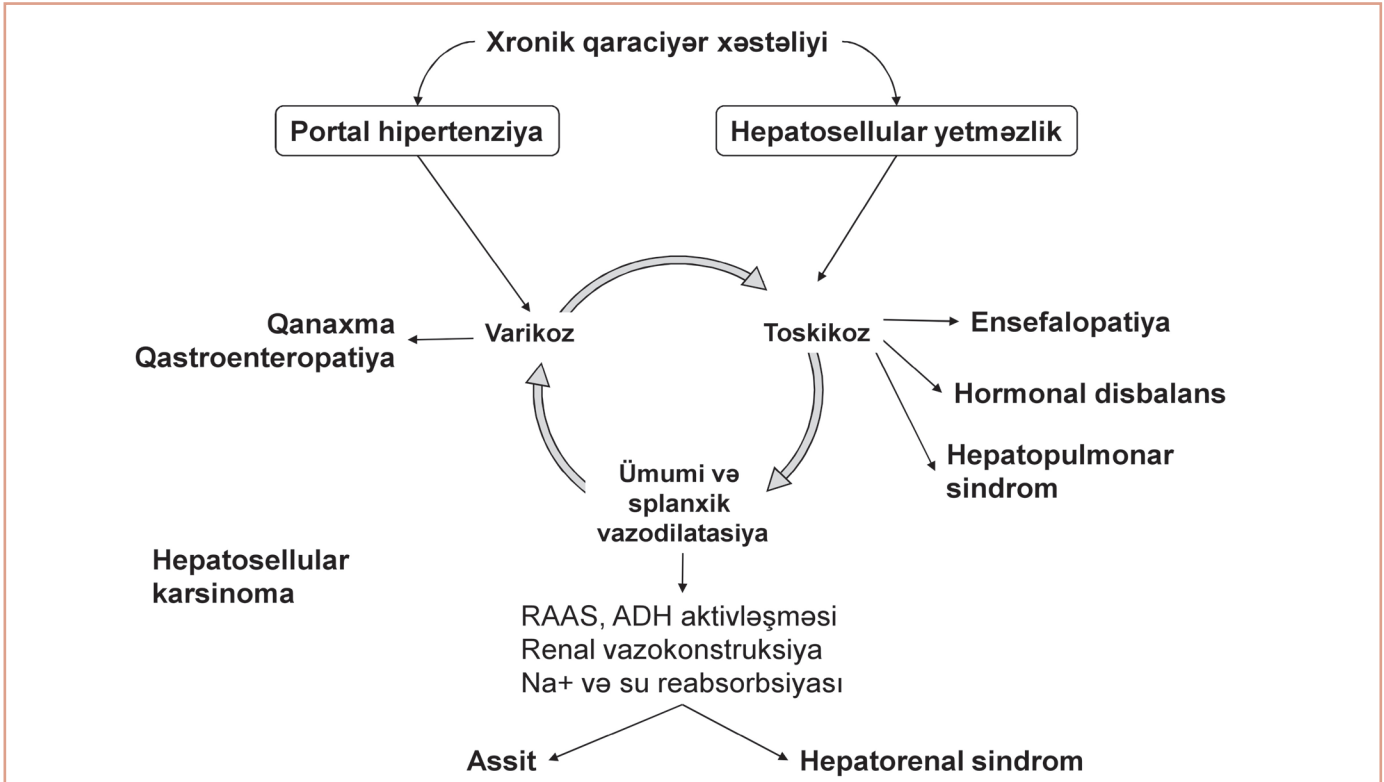 Xronik qaraciyər xəstəliyi
Portal hipertenziya
Hepatosellular yetməzlik
Qanaxma
Qastroenteropatiya
Varikoz
Toskikoz
Ensefalopatiya
Hormonal disbalans
Hepatopulmonar
sindrom
Ümumi və
splanxik
vazodilatasiya
Hepatosellular
karsinoma
RAAS, ADH aktivləşməsi
Renal vazokonstruksiya
Na+ və su reabsorbsiyası
Assit
Hepatorenal sindrom